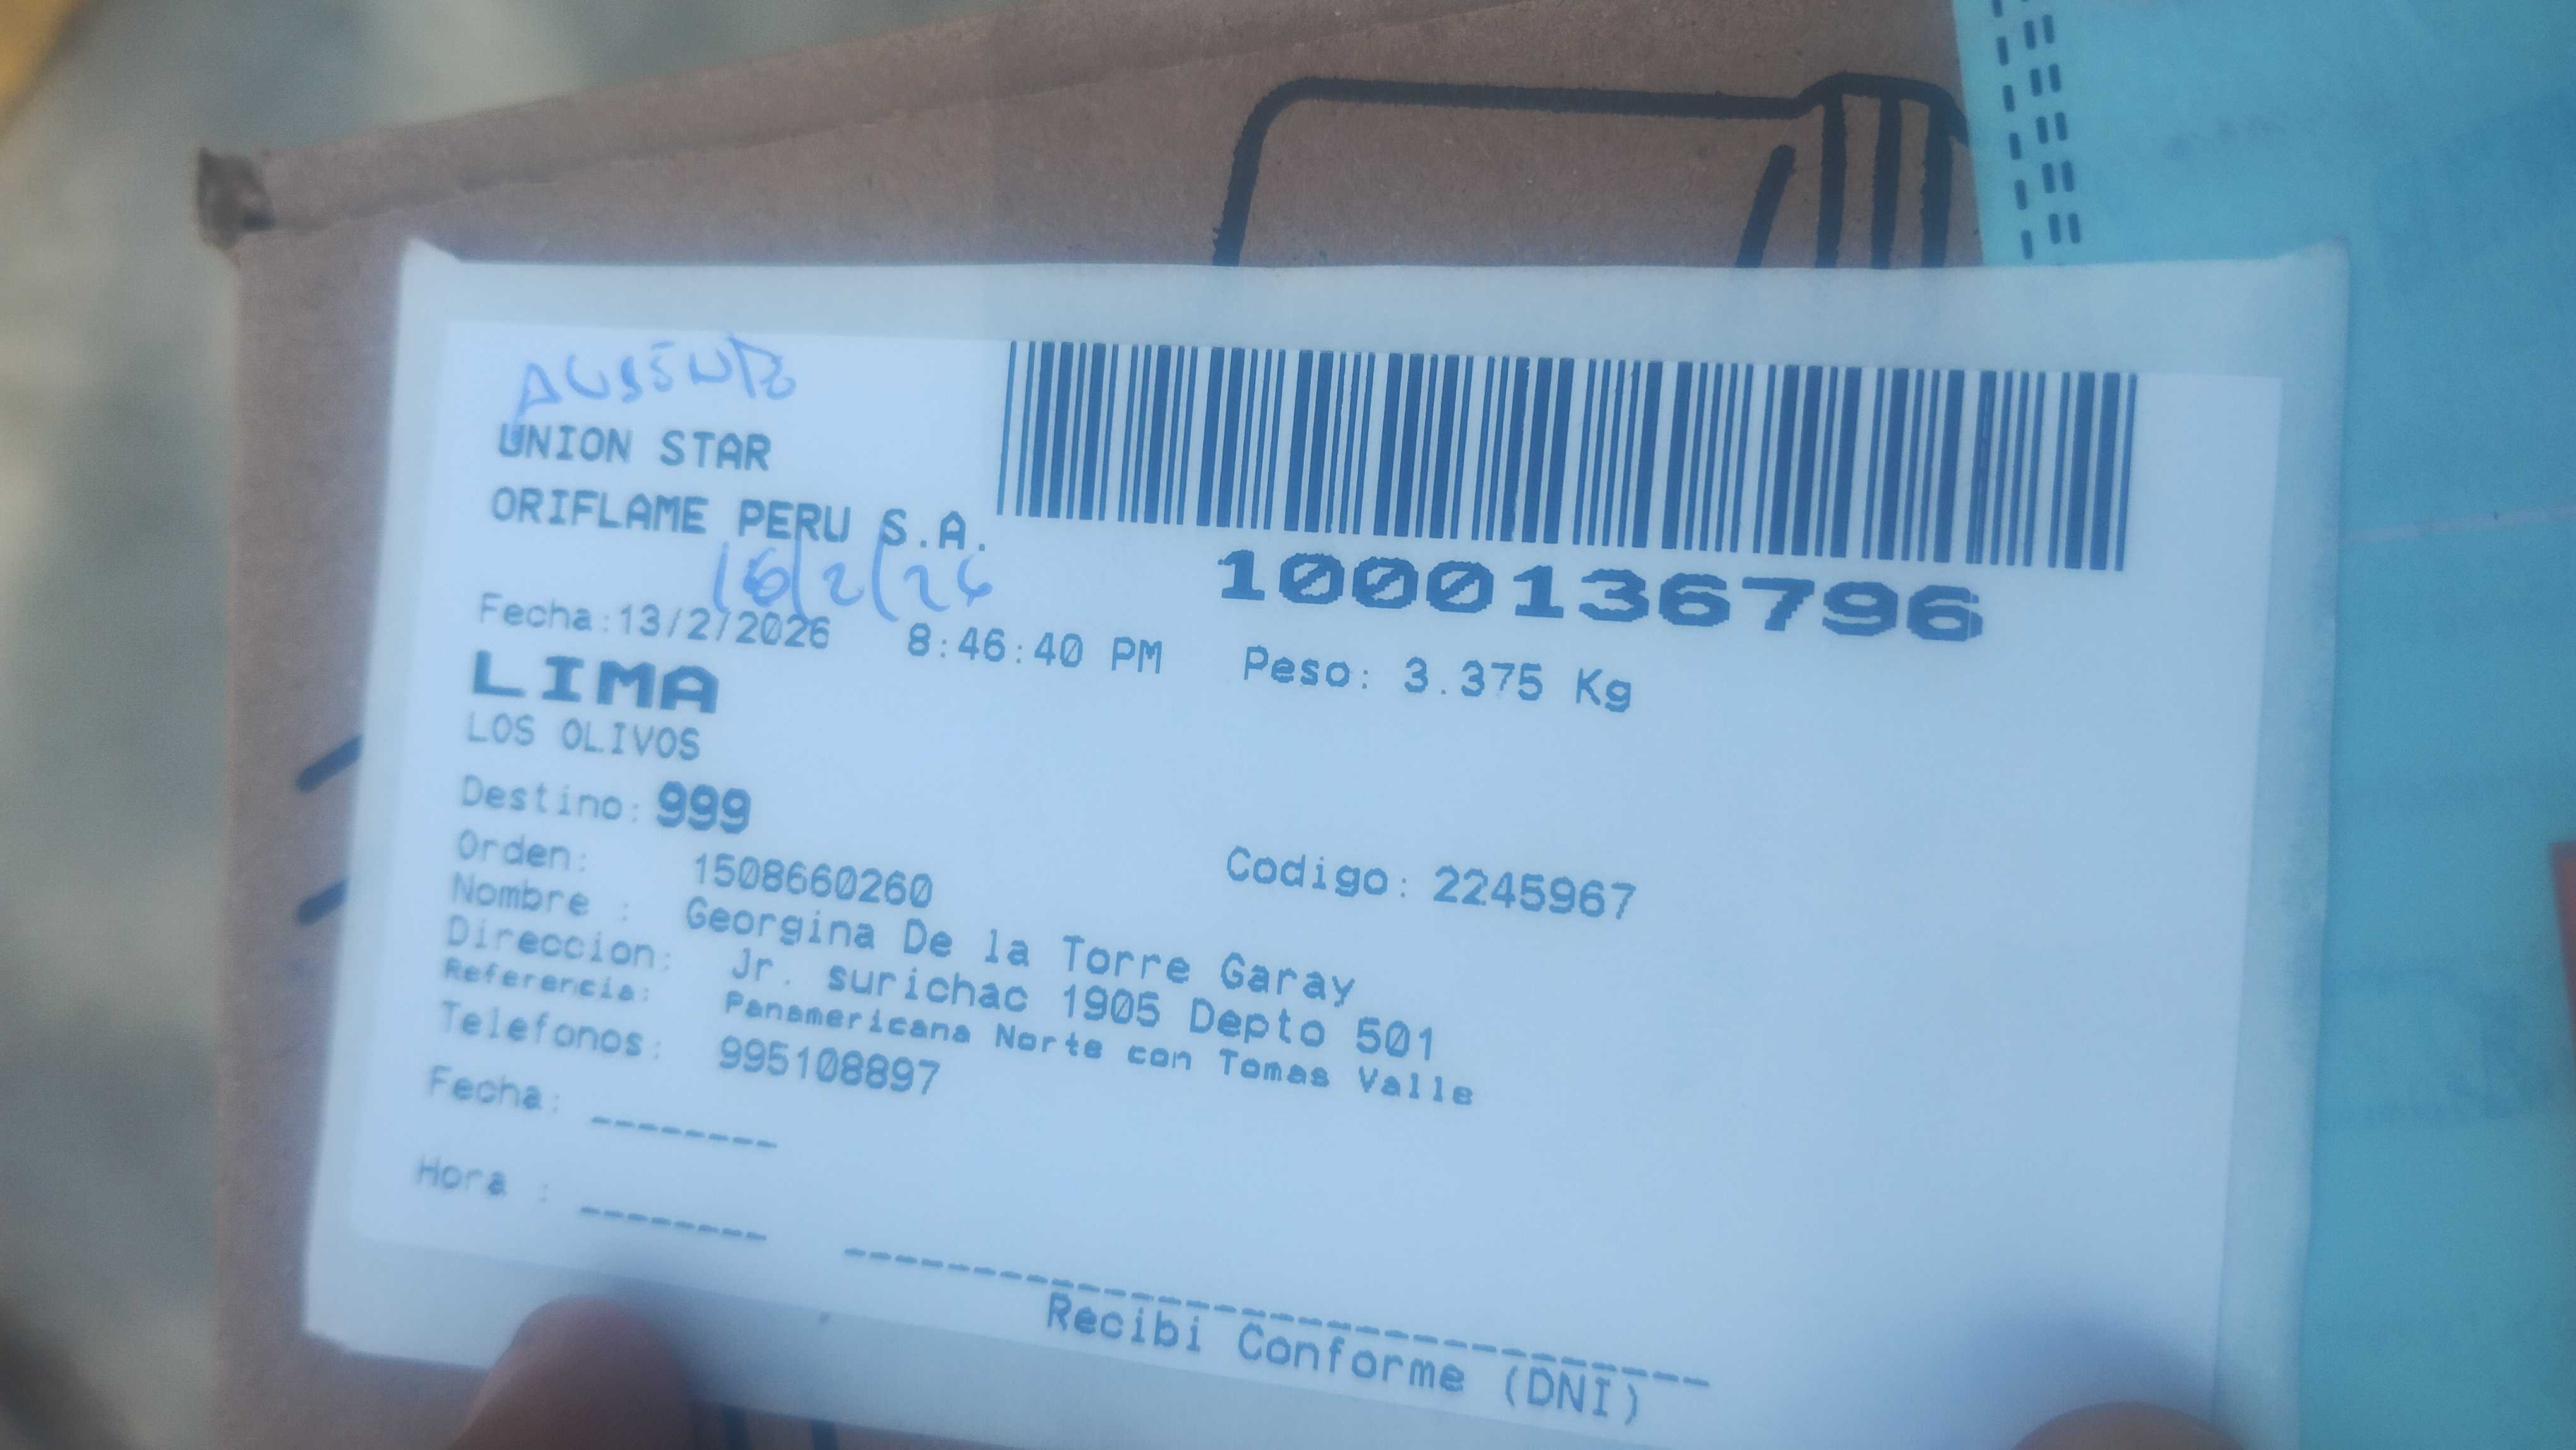 AUSENTE
UNION STAR
ORIFLAME PERU S.A.
16/2/26
Fecha:13/2/2026 8:46:40 PM
1000136796
Peso: 3.375 Kg
LIMA
LOS OLIVOS
Destino: 999
Orden: 1508660260
Codigo: 2245967
Nombre : Georgina De la Torre Garay
Direccion: Jr. surichac 1905 Depto 501
Referencia: Panamericana Norte con Tomas Valle
Telefonos: 995108897
Fecha: --------
Hora : --------
Recibi Conforme (DNI)